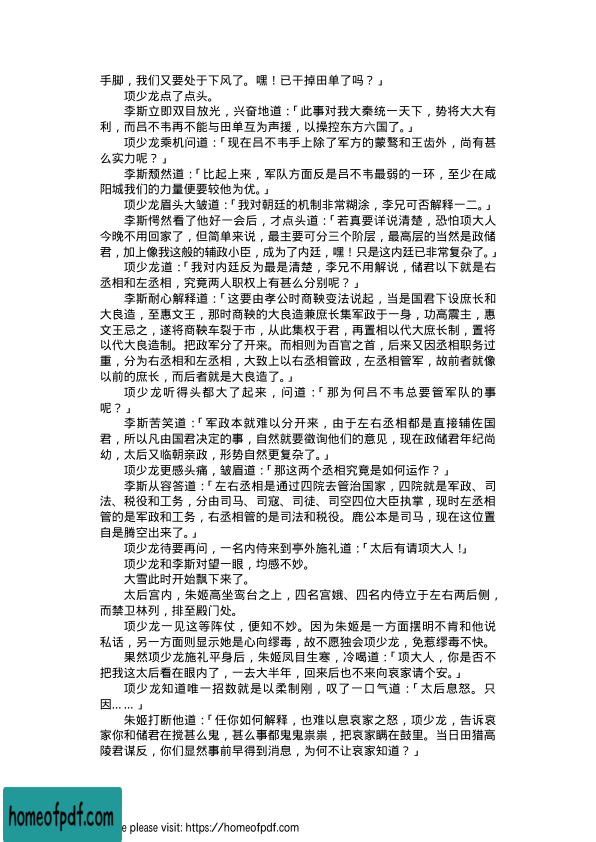 手脚，我们又要处于下风了。嘿！已干掉田单了吗？」
项少龙点了点头。
李斯立即双目放光，兴奋地道：「此事对我大秦统一天下，势将大大有
利，而吕不韦再不能与田单互为声援，以操控东方六国了。」
项少龙乘机问道：「现在吕不韦手上除了军方的蒙骜和王齿外，尚有甚
么实力呢？」
李斯颓然道：「比起上来，军队方面反是吕不韦最弱的一环，至少在咸
阳城我们的力量便要较他为优。」
项少龙眉头大皱道：「我对朝廷的机制非常糊涂，李兄可否解释一二。」
李斯愕然看了他好一会后，才点头道：「若真要详说清楚，恐怕项大人
今晚不用回家了，但简单来说，最主要可分三个阶层，最高层的当然是政储
君，加上像我这般的辅政小臣，成为了内廷，嘿！只是这内廷已非常复杂了。」
项少龙道：「我对内廷反为最是清楚，李兄不用解说，储君以下就是右
丞相和左丞相，究竟两人职权上有甚么分别呢？」
李斯耐心解释道：「这要由孝公时商鞅变法说起，当是国君下设庶长和
大良造，至惠文王，那时商鞅的大良造兼庶长集军政于一身，功高震主，惠
文王忌之，遂将商鞅车裂于市，从此集权于君，再置相以代大庶长制，置将
以代大良造制。把政军分了开来。而相则为百官之首，后来又因丞相职务过
重，分为右丞相和左丞相，大致上以右丞相管政，左丞相管军，故前者就像
以前的庶长，而后者就是大良造了。」
项少龙听得头都大了起来，问道：「那为何吕不韦总要管军队的事
呢？」
李斯苦笑道：「军政本就难以分开来，由于左右丞相都是直接辅佐国
君，所以凡由国君决定的事，自然就要徵询他们的意见，现在政储君年纪尚
幼，太后又临朝亲政，形势自然更复杂了。」
项少龙更感头痛，皱眉道：「那这两个丞相究竟是如何运作？」
李斯从容答道：「左右丞相是通过四院去管治国家，四院就是军政、司
法、税役和工务，分由司马、司寇、司徒、司空四位大臣执掌，现时左丞相
管的是军政和工务，右丞相管的是司法和税役。鹿公本是司马，现在这位置
自是腾空出来了。」
项少龙待要再问，一名内侍来到亭外施礼道：「太后有请项大人！」
项少龙和李斯对望一眼，均感不妙。
大雪此时开始飘下来了。
太后宫内，朱姬高坐鸾台之上，四名宫娥、四名内侍立于左右两后侧，
而禁卫林列，排至殿门处。
项少龙一见这等阵仗，便知不妙。因为朱姬是一方面摆明不肯和他说
私话，另一方面则显示她是心向缪毒，故不愿独会项少龙，免惹缪毒不快。
果然项少龙施礼平身后，朱姬凤目生寒，冷喝道：「项大人，你是否不
把我这太后看在眼内了，一去大半年，回来后也不来向哀家请个安。」
项少龙知道唯一招数就是以柔制刚，叹了一口气道：「太后息怒。只
因……」
朱姬打断他道：「任你如何解释，也难以息哀家之怒，项少龙，告诉哀
家你和储君在搅甚么鬼，甚么事都鬼鬼祟祟，把哀家瞒在鼓里。当日田猎高
陵君谋反，你们显然事前早得到消息，为何不让哀家知道？」
homeofpdf.com
please visit: https://homeofpdf.com